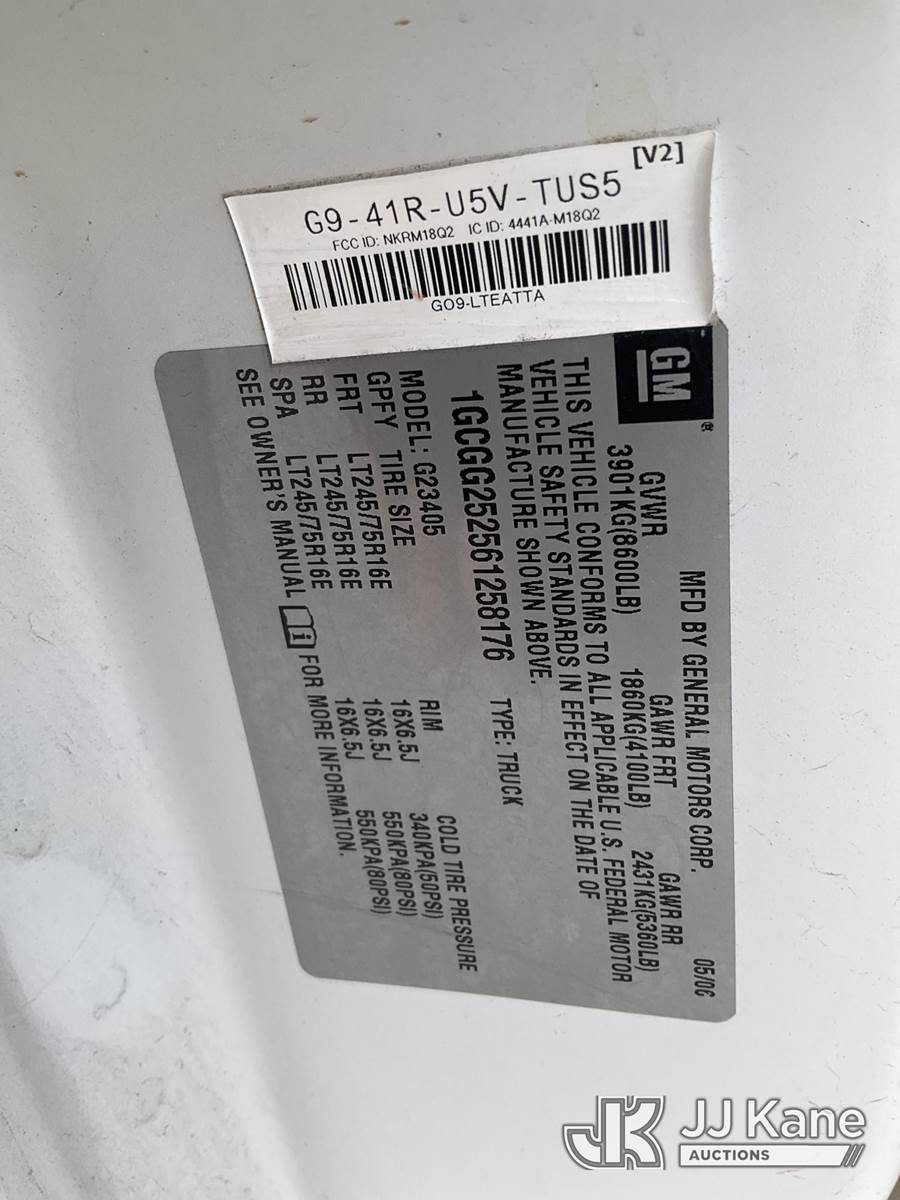 [V2]
G9-41R-U5V-TUS5
FCC ID: NKRM18Q2 IC ID: 4441A-M18Q2
GO9-LTEATTA
GM®
MFD BY GENERAL MOTORS CORP. 05/06
GVWR GAWR FRT GAWR RR
3901KG(8600LB) 1860KG(4100LB) 2431KG(5360LB)
THIS VEHICLE CONFORMS TO ALL APPLICABLE U.S. FEDERAL MOTOR
VEHICLE SAFETY STANDARDS IN EFFECT ON THE DATE OF
MANUFACTURE SHOWN ABOVE.
1GCGG252561258176 TYPE: TRUCK
MODEL: G23405
GPFY TIRE SIZE RIM COLD TIRE PRESSURE
FRT LT245/75R16E 16X6.5J 340KPA(50PSI)
RR LT245/75R16E 16X6.5J 550KPA(80PSI)
SPA LT245/75R16E 16X6.5J 550KPA(80PSI)
SEE OWNER'S MANUAL FOR MORE INFORMATION.
JK JJ Kane
AUCTIONS